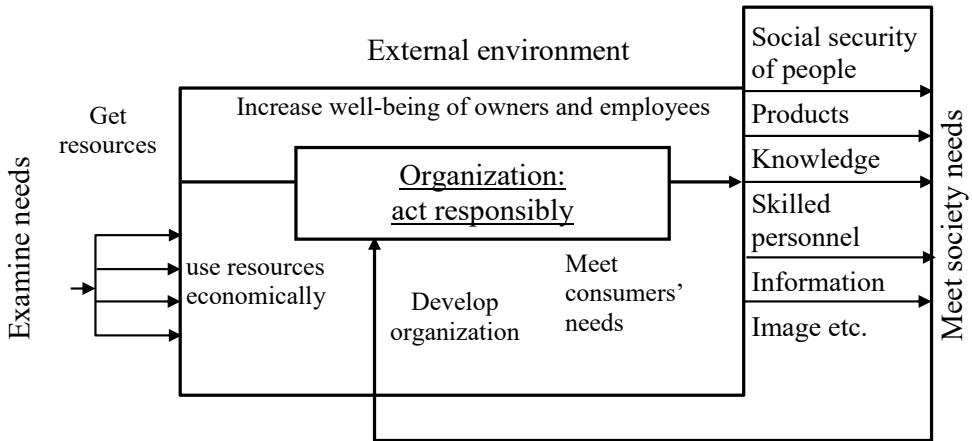 External environment
Social security
of people
Products
Knowledge
Skilled
personnel
Information
Image etc.
Meet society needs
Increase well-being of owners and employees
Get
resources
Examine needs
Organization:
act responsibly
use resources
economically
Develop
organization
Meet
consumers’
needs